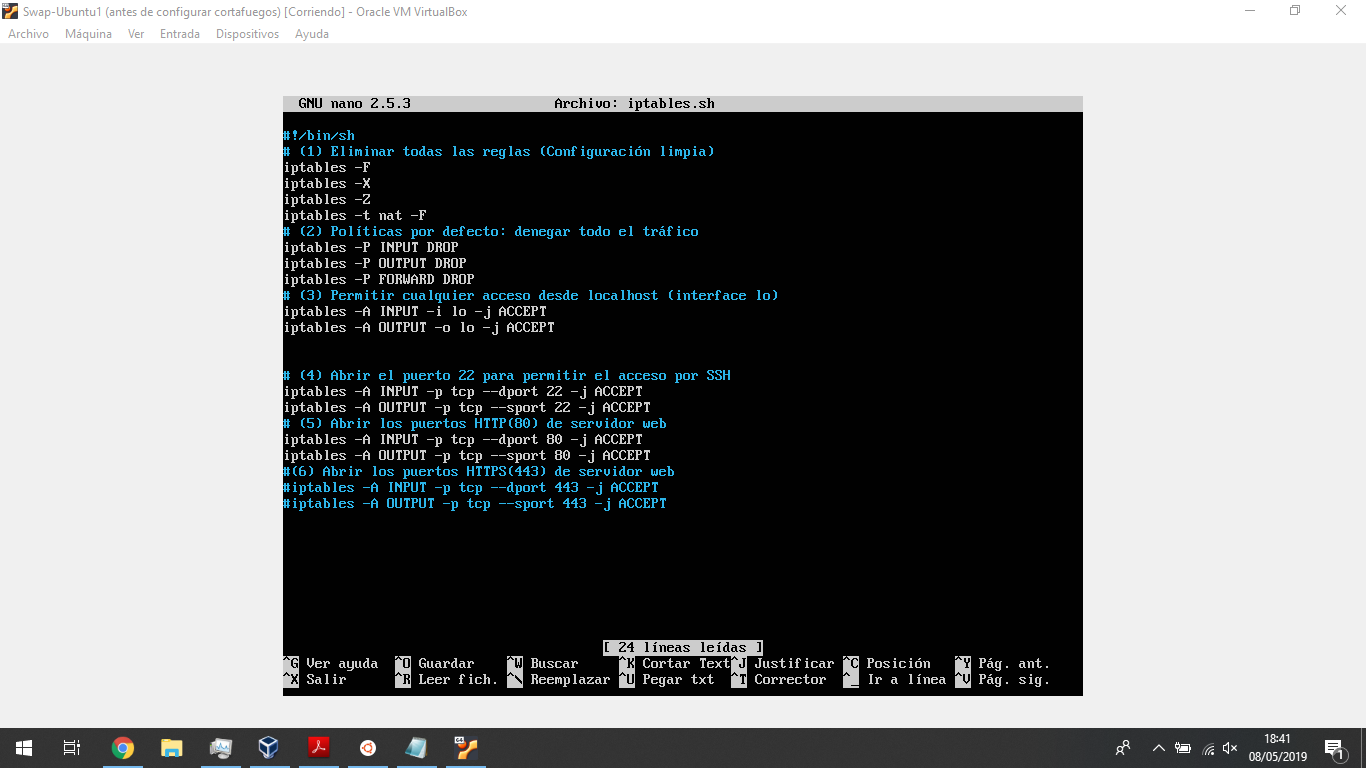 Swap-Ubuntu1 (antes de configurar cortafuegos) [Corriendo] - Oracle VM VirtualBox
Archivo Máquina Ver Entrada Dispositivos Ayuda
GNU nano 2.5.3 Archivo: iptables.sh
#!/bin/sh
# (1) Eliminar todas las reglas (Configuración limpia)
iptables -F
iptables -X
iptables -Z
iptables -t nat -F
# (2) Políticas por defecto: denegar todo el tráfico
iptables -P INPUT DROP
iptables -P OUTPUT DROP
iptables -P FORWARD DROP
# (3) Permitir cualquier acceso desde localhost (interface lo)
iptables -A INPUT -i lo -j ACCEPT
iptables -A OUTPUT -o lo -j ACCEPT
# (4) Abrir el puerto 22 para permitir el acceso por SSH
iptables -A INPUT -p tcp --dport 22 -j ACCEPT
iptables -A OUTPUT -p tcp --sport 22 -j ACCEPT
# (5) Abrir los puertos HTTP(80) de servidor web
iptables -A INPUT -p tcp --dport 80 -j ACCEPT
iptables -A OUTPUT -p tcp --sport 80 -j ACCEPT
#(6) Abrir los puertos HTTPS(443) de servidor web
#iptables -A INPUT -p tcp --dport 443 -j ACCEPT
#iptables -A OUTPUT -p tcp --sport 443 -j ACCEPT
[ 24 líneas leídas ]
^G Ver ayuda ^O Guardar ^W Buscar ^K Cortar Text ^J Justificar ^C Posición ^Y Pág. ant.
^X Salir ^R Leer fich. ^\ Reemplazar ^U Pegar txt ^T Corrector ^_ Ir a línea ^V Pág. sig.
18:41
08/05/2019
1